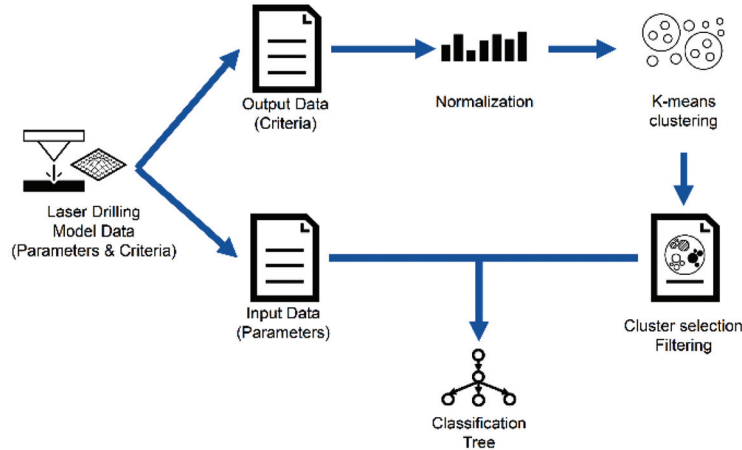 Output Data
(Criteria)
Normalization
K-means
clustering
Laser Drilling
Model Data
(Parameters & Criteria)
Input Data
(Parameters)
Cluster selection
Filtering
Classification
Tree